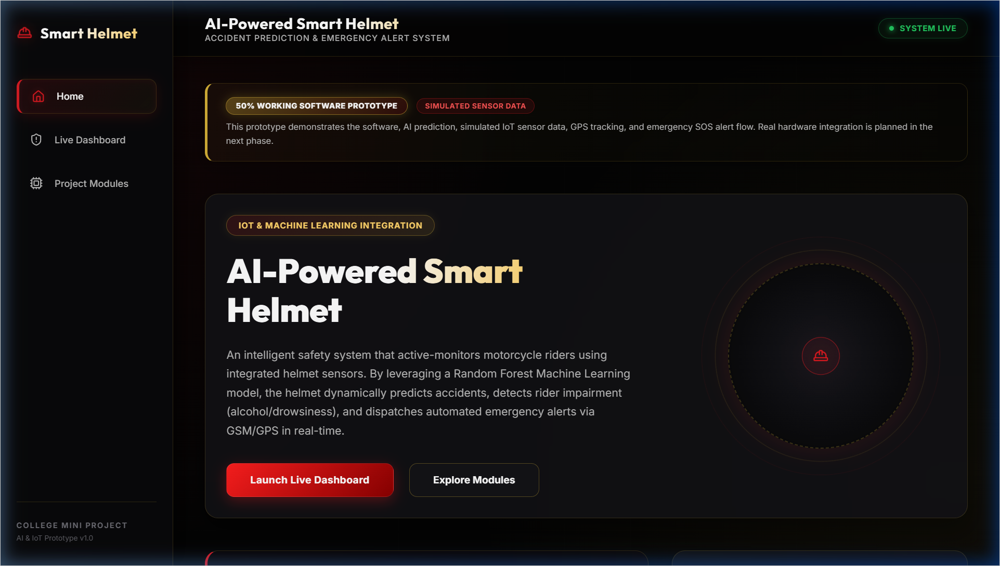 Smart Helmet
Home
Live Dashboard
Project Modules
COLLEGE MINI PROJECT
AI & IoT Prototype v1.0
AI-Powered Smart Helmet
ACCIDENT PREDICTION & EMERGENCY ALERT SYSTEM
SYSTEM LIVE
50% WORKING SOFTWARE PROTOTYPE
SIMULATED SENSOR DATA
This prototype demonstrates the software, AI prediction, simulated IoT sensor data, GPS tracking, and emergency SOS alert flow. Real hardware integration is planned in the
next phase.
IOT & MACHINE LEARNING INTEGRATION
AI-Powered Smart
Helmet
An intelligent safety system that active-monitors motorcycle riders using
integrated helmet sensors. By leveraging a Random Forest Machine Learning
model, the helmet dynamically predicts accidents, detects rider impairment
(alcohol/drowsiness), and dispatches automated emergency alerts via
GSM/GPS in real-time.
Launch Live Dashboard
Explore Modules